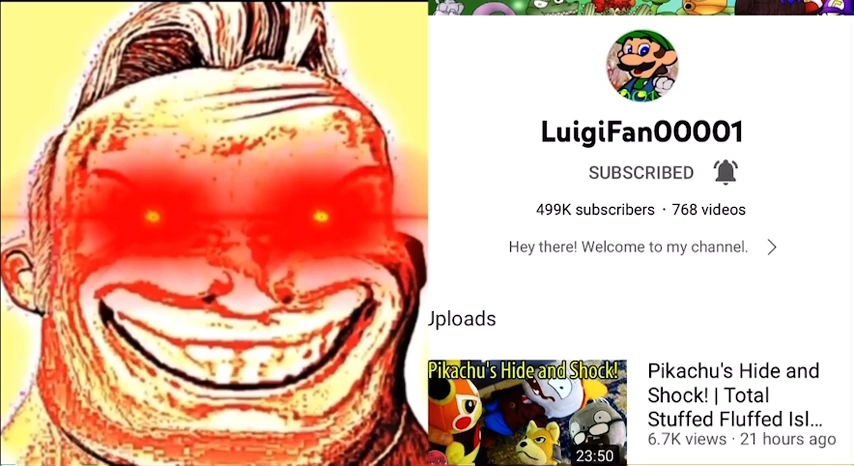 LuigiFan00001
SUBSCRIBED
499K subscribers · 768 videos
Hey there! Welcome to my channel.
Uploads
Pikachu's Hide and Shock!
23:50
Pikachu's Hide and
Shock! | Total
Stuffed Fluffed Isl...
6.7K views · 21 hours ago